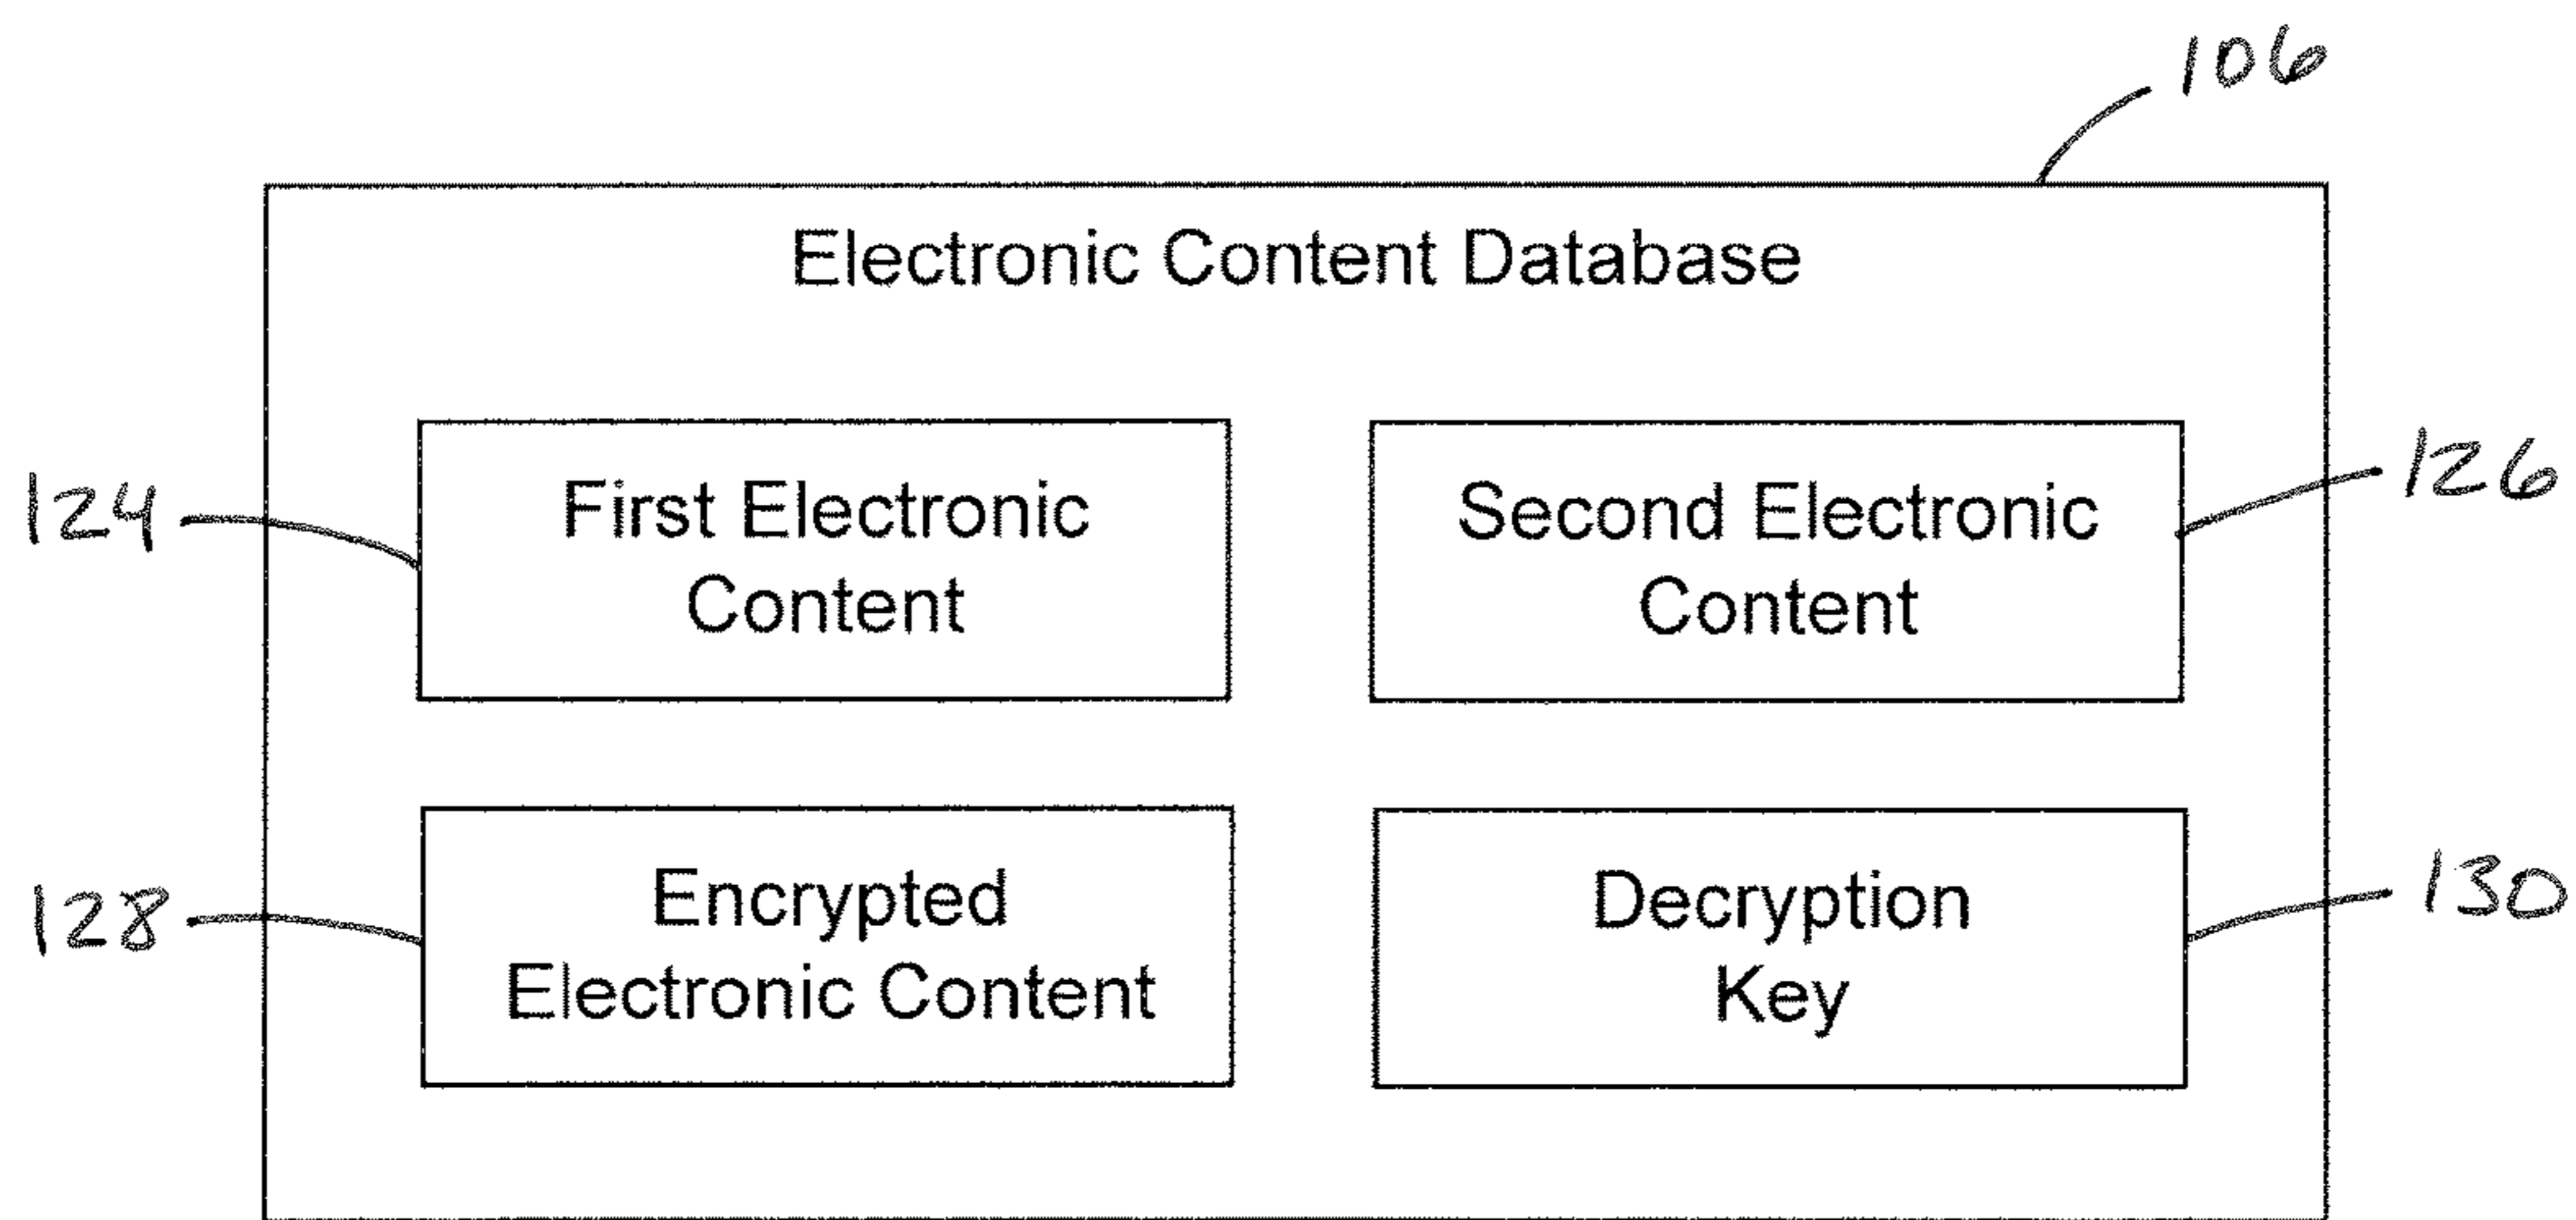 106
Electronic Content Database
124
First Electronic
Content
Second Electronic
Content
126
128
Encrypted
Electronic Content
Decryption
Key
130